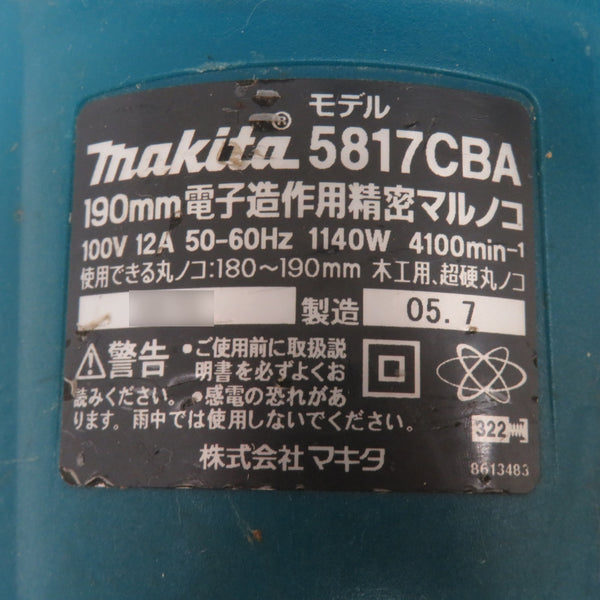 モデル
makita® 5817CBA
190mm電子造作用精密マルノコ
100V 12A 50-60Hz 1140W 4100min-1
使用できる丸ノコ:180～190mm 木工用、超硬丸ノコ
製造 05.7
警告 •ご使用前に取扱説
明書を必ずよくお
読みください。•感電の恐れがあ
ります。雨中では使用しないでください。
322
株式会社マキタ
8613483